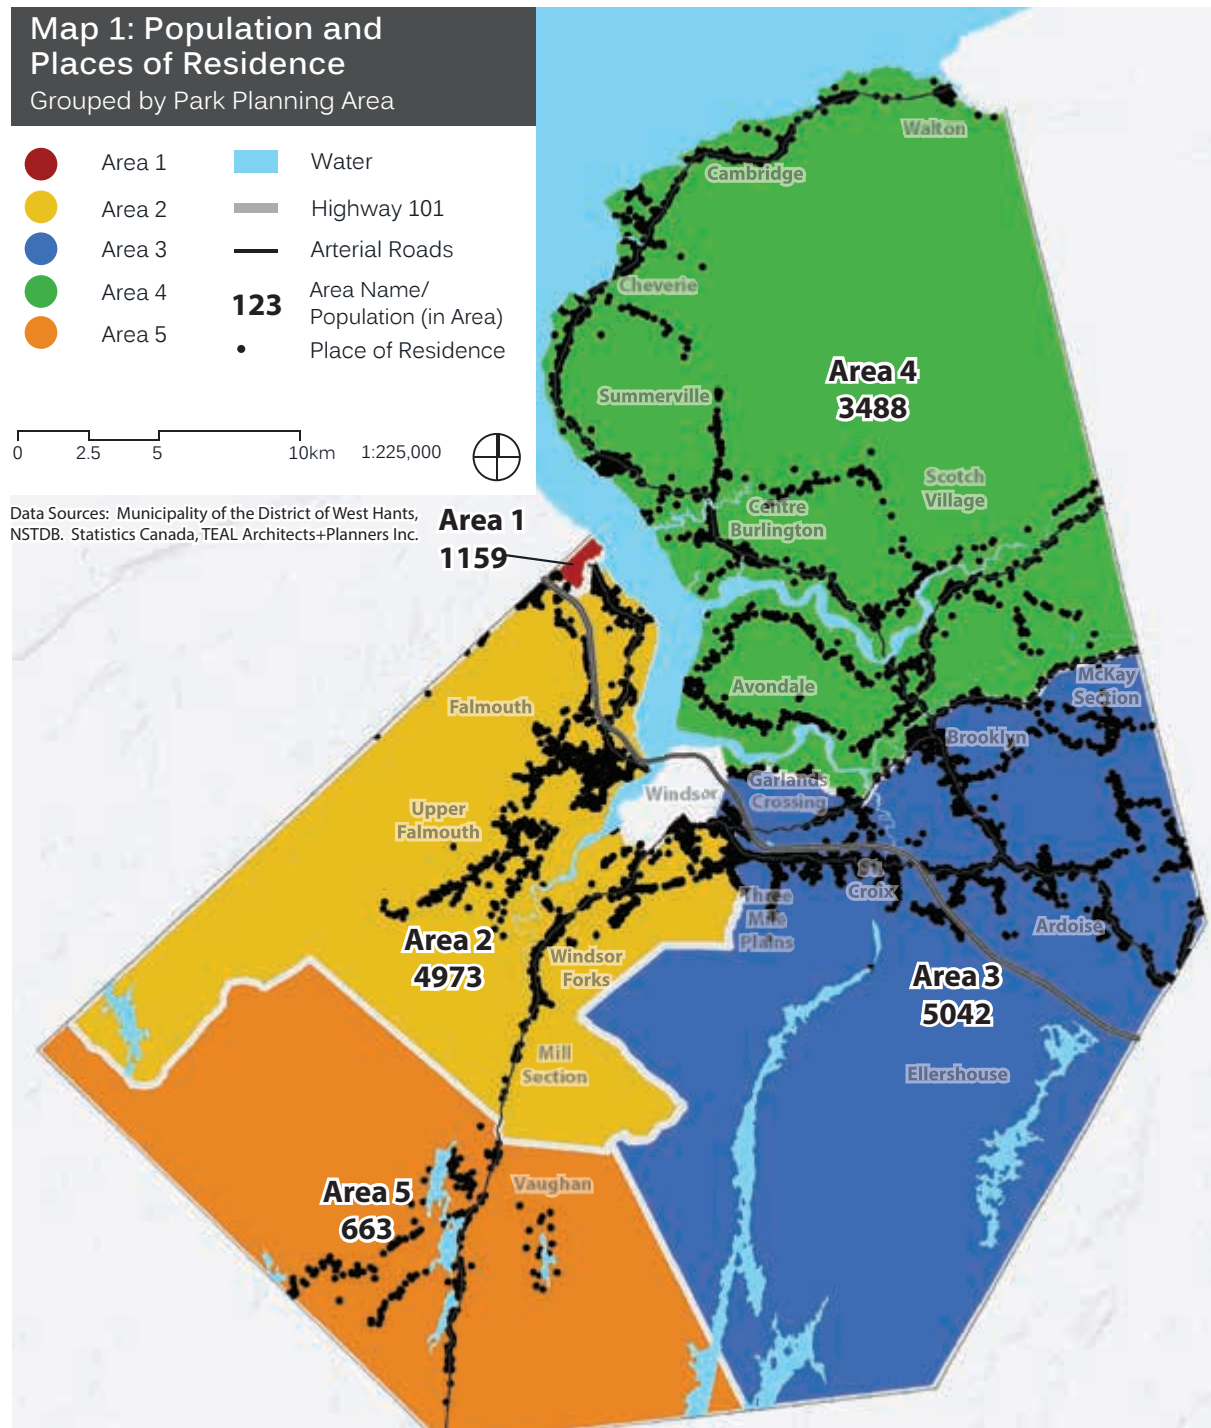 Map 1: Population and
Places of Residence
Grouped by Park Planning Area
Area 1
Area 2
Area 3
Area 4
Area 5
Water
Highway 101
Arterial Roads
123
Area Name/
Population (in Area)
Place of Residence
0
2.5
5
10km
1:225,000
Data Sources: Municipality of the District of West Hants,
NSTDB. Statistics Canada, TEAL Architects+Planners Inc.
Walton
Cambridge
Cheverie
Area 4
3488
Summerville
Scotch
Village
Centre
Burlington
Area 1
1159
McKay
Section
Avondale
Falmouth
Brooklyn
Garlands
Crossing
Windsor
Upper
Falmouth
St.
Croix
Three
Mile
Plains
Ardoise
Area 2
4973
Windsor
Forks
Area 3
5042
Mill
Section
Ellershouse
Vaughan
Area 5
663